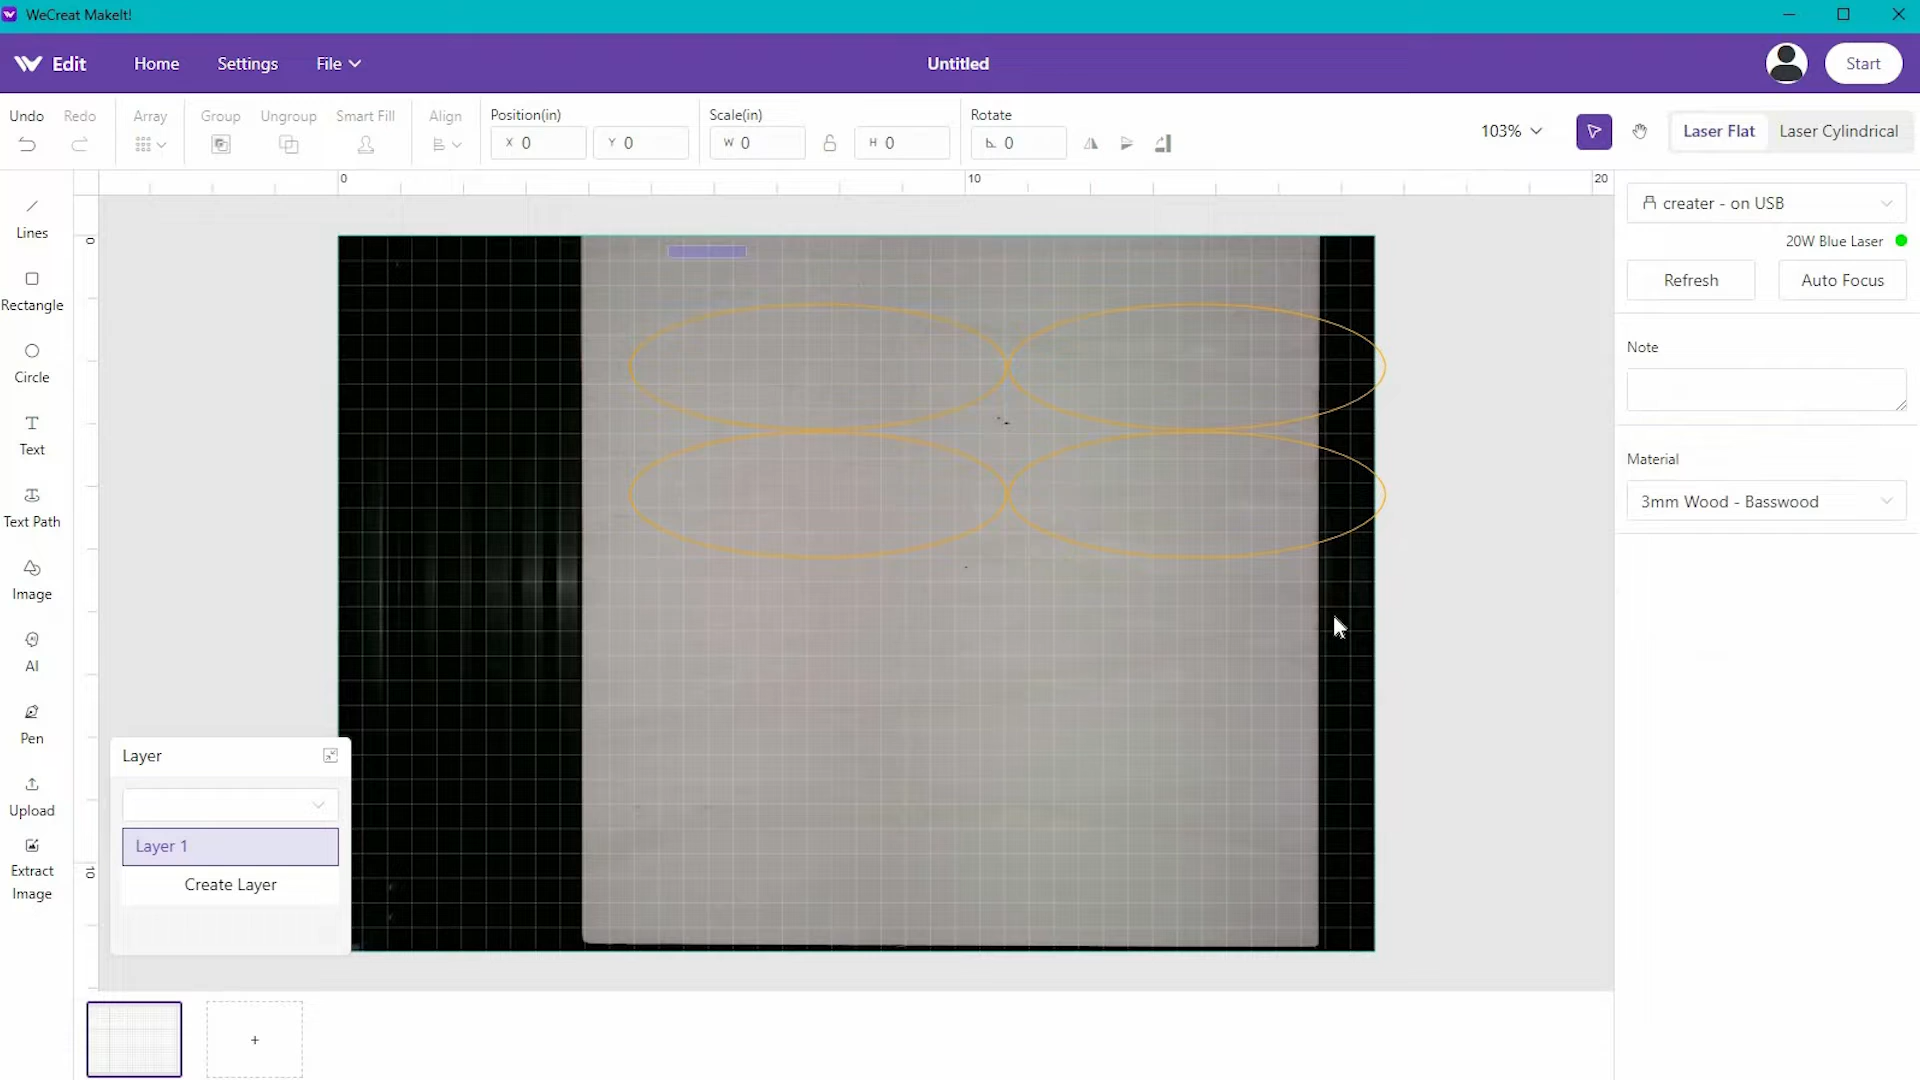 WeCreat MakeIt!
Edit Home Settings File Untitled Start
Undo Redo Array Group Ungroup Smart Fill Align Position(in) Scale(in) Rotate
X 0 Y 0 W 0 H 0 0 103% Laser Flat Laser Cylindrical
0 10 20
0
10
Lines
Rectangle
Circle
Text
Text Path
Image
AI
Pen
Upload
Extract
Image
Layer
Layer 1
Create Layer
+
creater - on USB
20W Blue Laser
Refresh Auto Focus
Note
Material
3mm Wood - Basswood